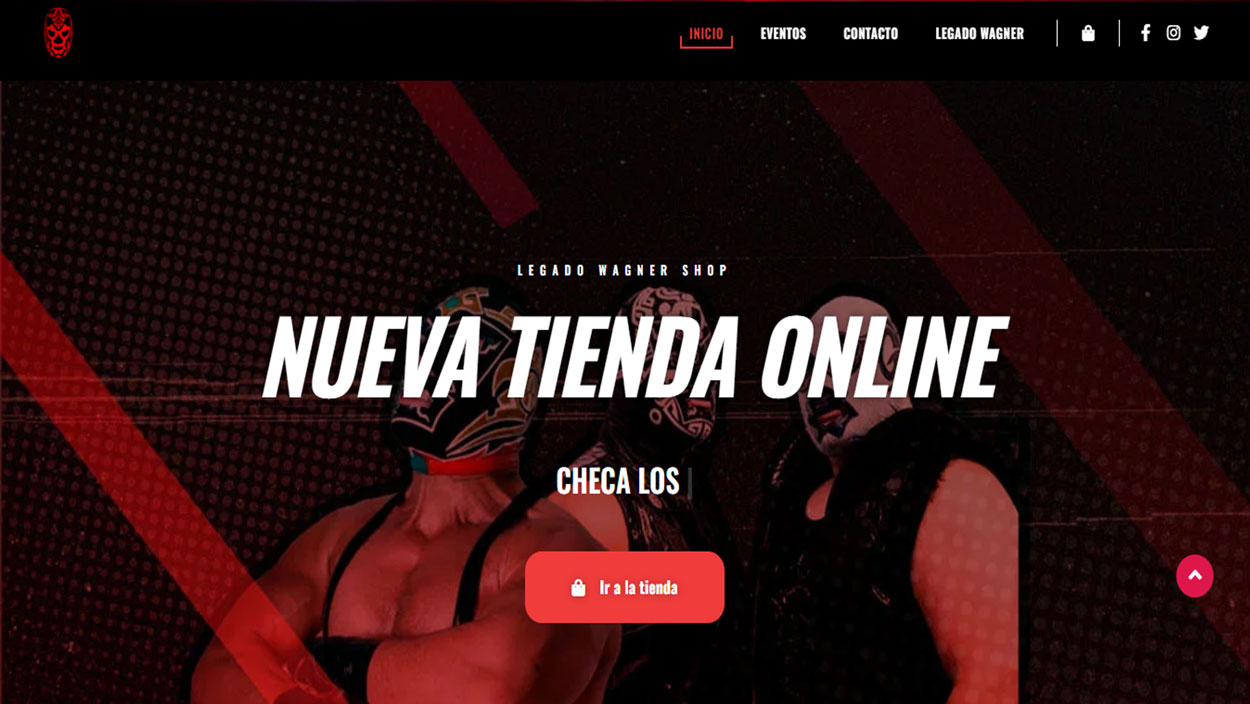 INICIO
EVENTOS
CONTACTO
LEGADO WAGNER
LEGADO WAGNER SHOP
NUEVA TIENDA ONLINE
CHECA LOS
Ir a la tienda